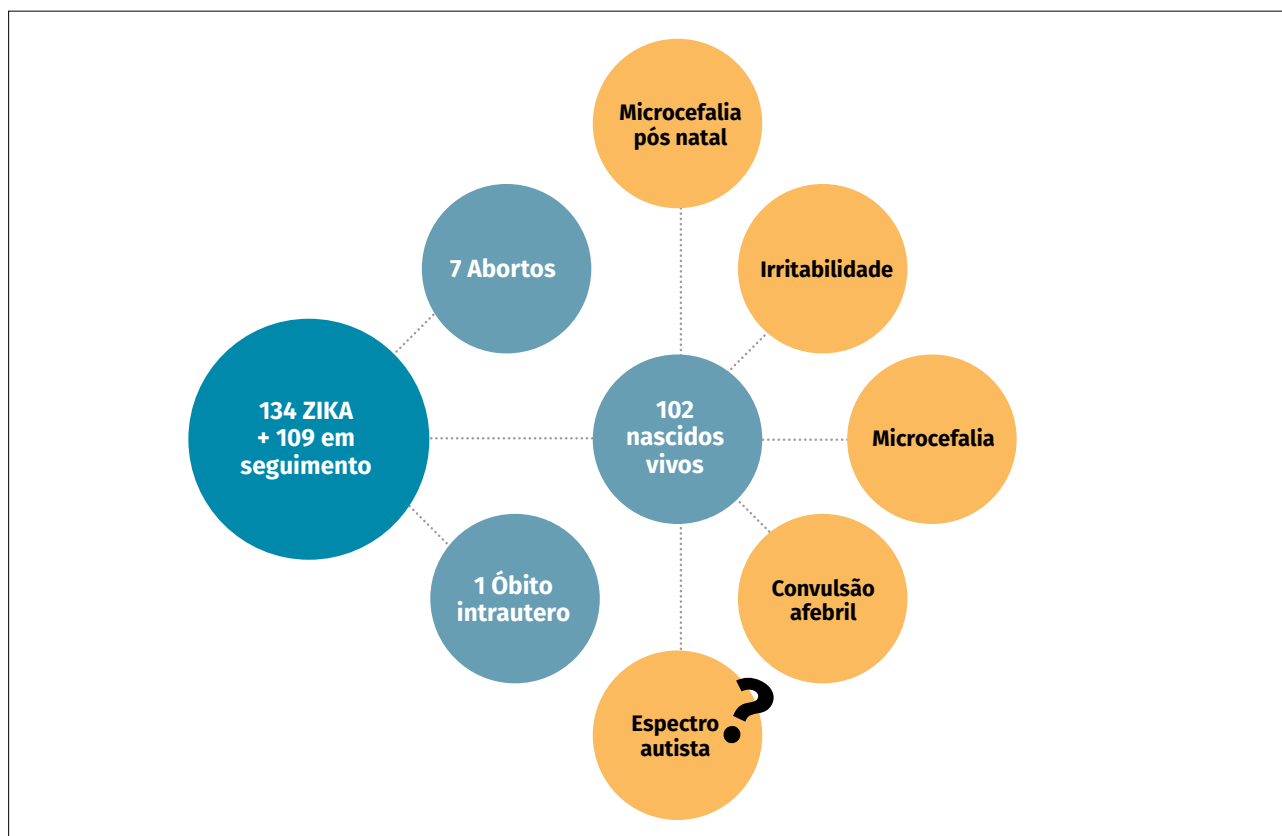 Microcefalia
pós natal
7 Abortos
Irritabilidade
134 ZIKA
+ 109 em
seguimento
102
nascidos
vivos
Microcefalia
1 Óbito
intrautero
Convulsão
afebril
Espectro
autista
?